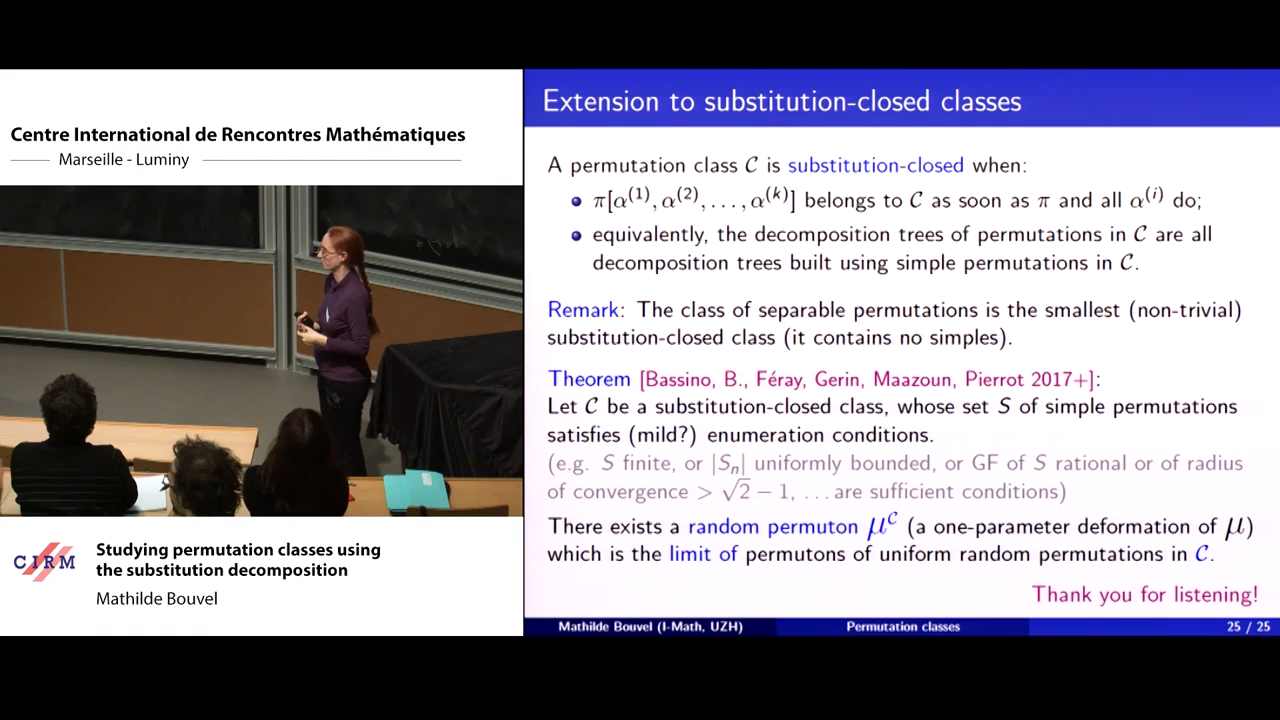 Centre International de Rencontres Mathématiques
Marseille - Luminy
CIRM
Studying permutation classes using
the substitution decomposition
Mathilde Bouvel
Extension to substitution-closed classes
A permutation class 𝒞 is substitution-closed when:
π[α⁽¹⁾, α⁽²⁾, . . . , α⁽ᵏ⁾] belongs to 𝒞 as soon as π and all α⁽ⁱ⁾ do;
equivalently, the decomposition trees of permutations in 𝒞 are all
decomposition trees built using simple permutations in 𝒞.
Remark: The class of separable permutations is the smallest (non-trivial)
substitution-closed class (it contains no simples).
Theorem [Bassino, B., Féray, Gerin, Maazoun, Pierrot 2017+]:
Let 𝒞 be a substitution-closed class, whose set S of simple permutations
satisfies (mild?) enumeration conditions.
(e.g. S finite, or |Sₙ| uniformly bounded, or GF of S rational or of radius
of convergence > √2 − 1, . . . are sufficient conditions)
There exists a random permuton μ^𝒞 (a one-parameter deformation of μ)
which is the limit of permutons of uniform random permutations in 𝒞.
Thank you for listening!
Mathilde Bouvel (I-Math, UZH) Permutation classes 25 / 25